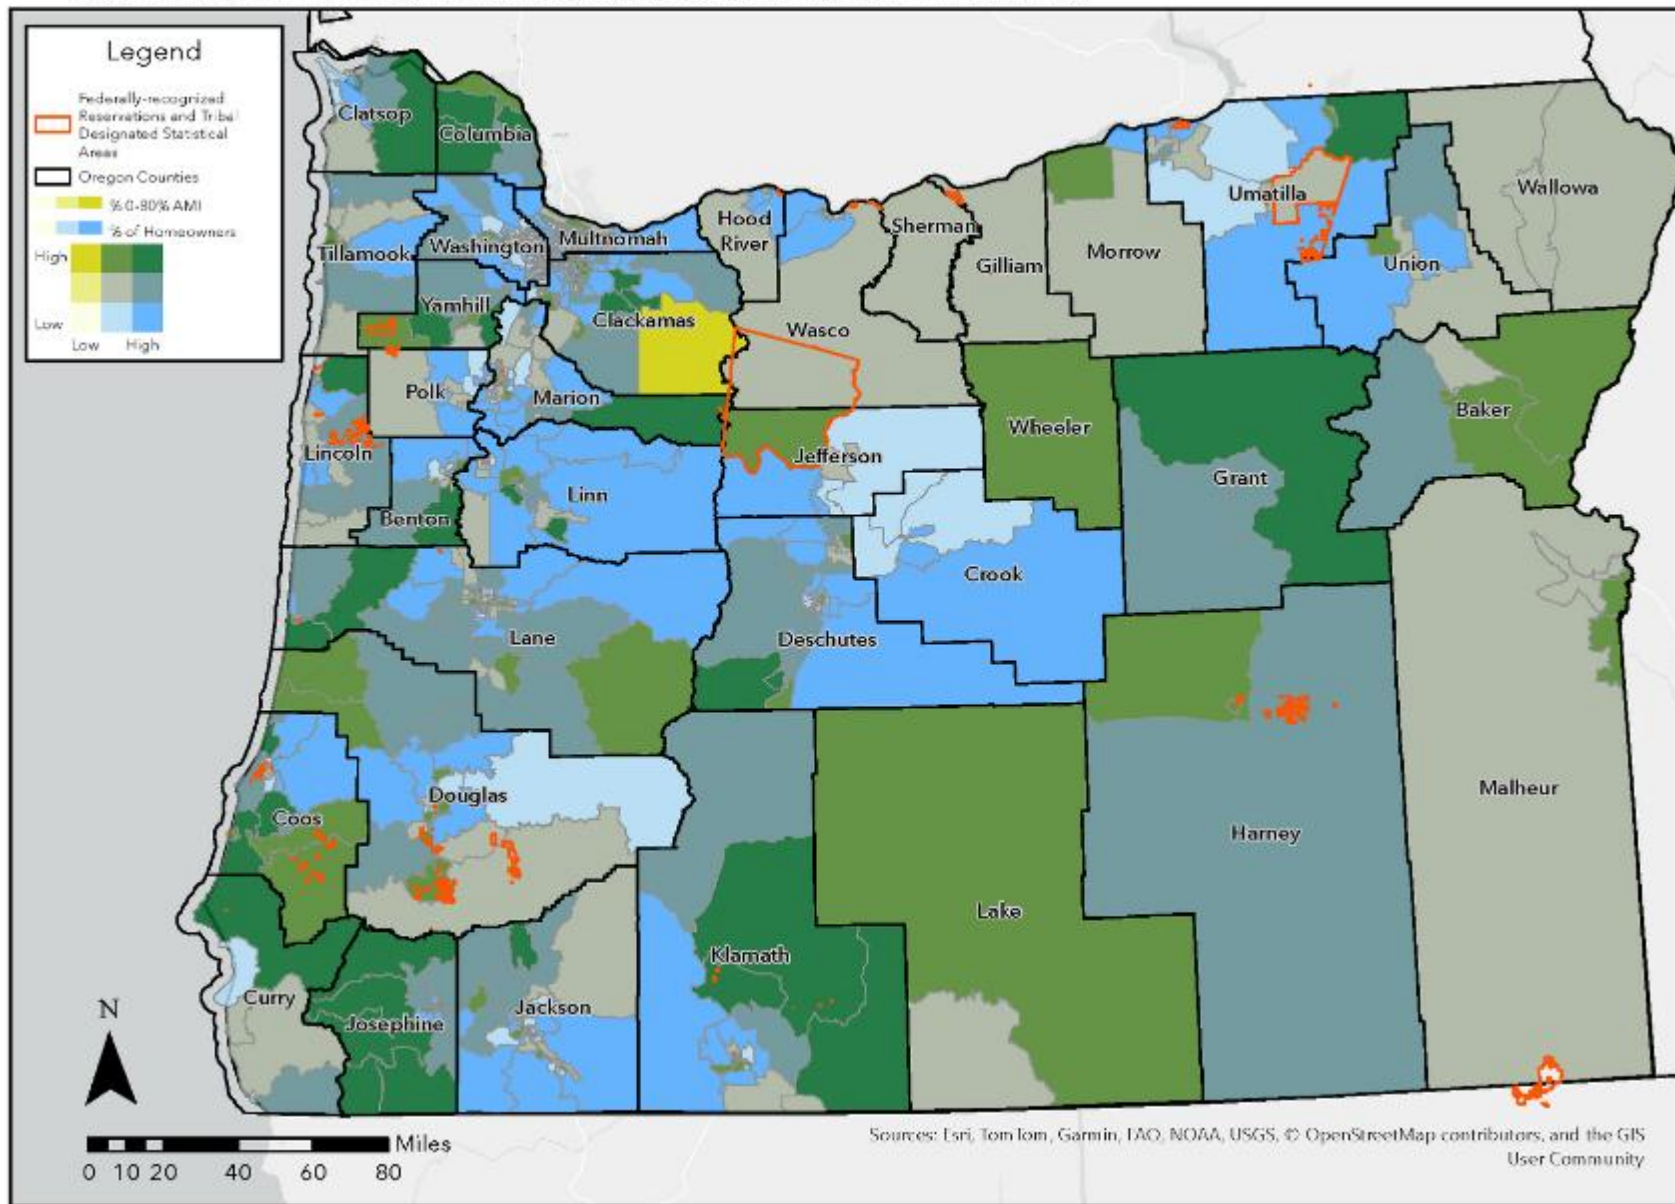 Legend
Federally-recognized
Reservations and Tribal
Designated Statistical
Areas
Oregon Counties
% 0-80% AMI
% of Homeowners
High
Low
Low High
Clatsop
Columbia
Tillamook
Washington
Multnomah
Hood
River
Sherman
Gilliam
Morrow
Umatilla
Union
Wallowa
Yamhill
Clackamas
Wasco
Polk
Marion
Wheeler
Baker
Lincoln
Jefferson
Grant
Benton
Linn
Crook
Lane
Deschutes
Douglas
Coos
Malheur
Harney
Lake
Klamath
Curry
Josephine
Jackson
N
Miles
0 10 20 40 60 80
Sources: Esri, TomTom, Garmin, FAO, NOAA, USGS, © OpenStreetMap contributors, and the GIS
User Community